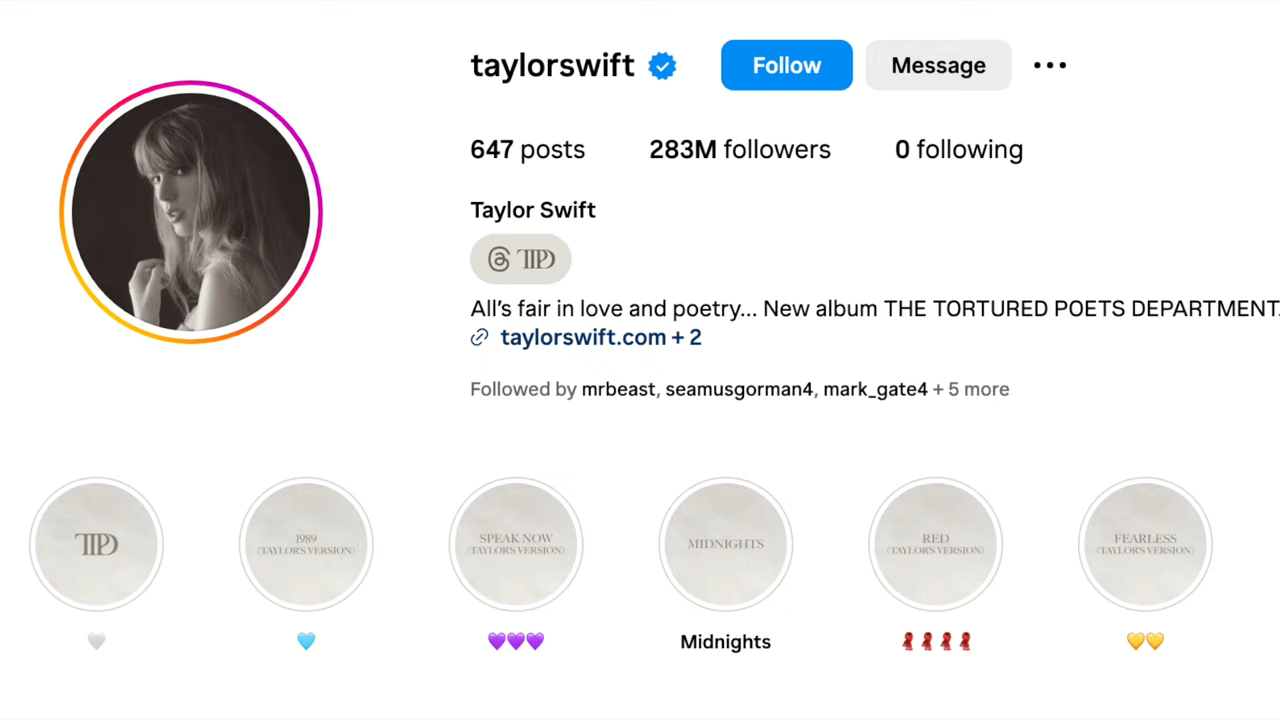 taylorswift
Follow
Message
647 posts
283M followers
0 following
Taylor Swift
TTPD
All's fair in love and poetry... New album THE TORTURED POETS DEPARTMENT.
taylorswift.com + 2
Followed by mrbeast, seamusgorman4, mark_gate4 + 5 more
TTPD
1989
(TAYLOR'S VERSION)
SPEAK NOW
(TAYLOR'S VERSION)
MIDNIGHTS
RED
(TAYLOR'S VERSION)
FEARLESS
(TAYLOR'S VERSION)
🤍
🩵
💜💜💜
Midnights
🧣🧣🧣🧣
💛💛